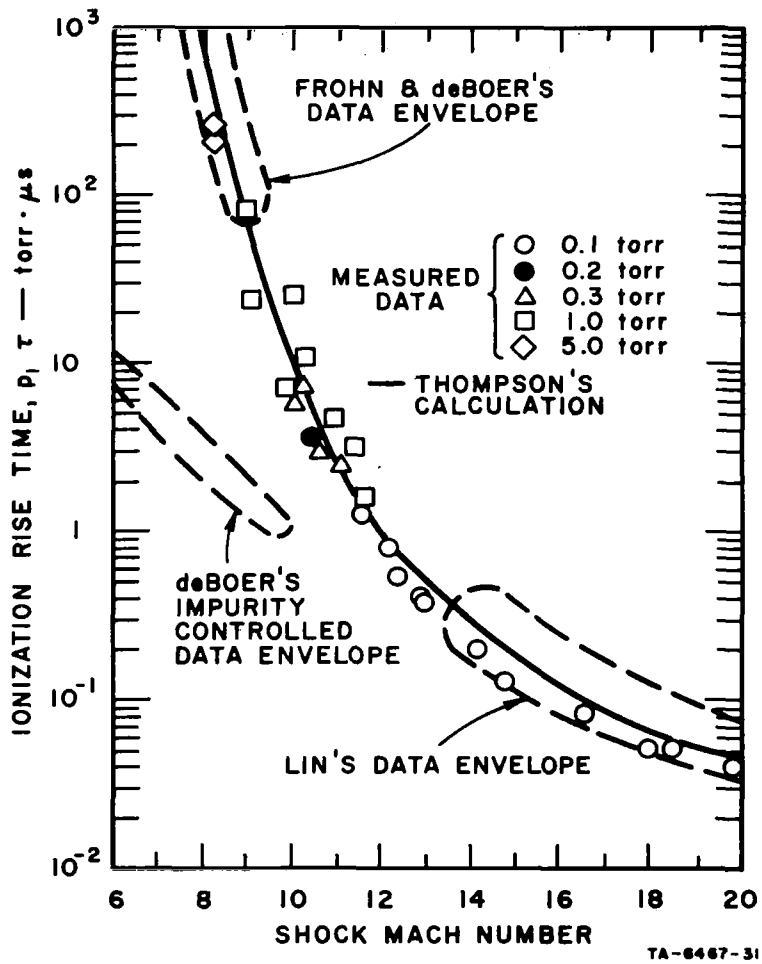 10³
FROHN & deBOER'S
DATA ENVELOPE
10²
MEASURED
DATA
0.1 torr
0.2 torr
0.3 torr
1.0 torr
5.0 torr
THOMPSON'S
CALCULATION
10
1
10⁻¹
10⁻²
IONIZATION RISE TIME, p₁ τ — torr · μs
deBOER'S
IMPURITY
CONTROLLED
DATA ENVELOPE
LIN'S DATA ENVELOPE
6 8 10 12 14 16 18 20
SHOCK MACH NUMBER
TA-6467-31